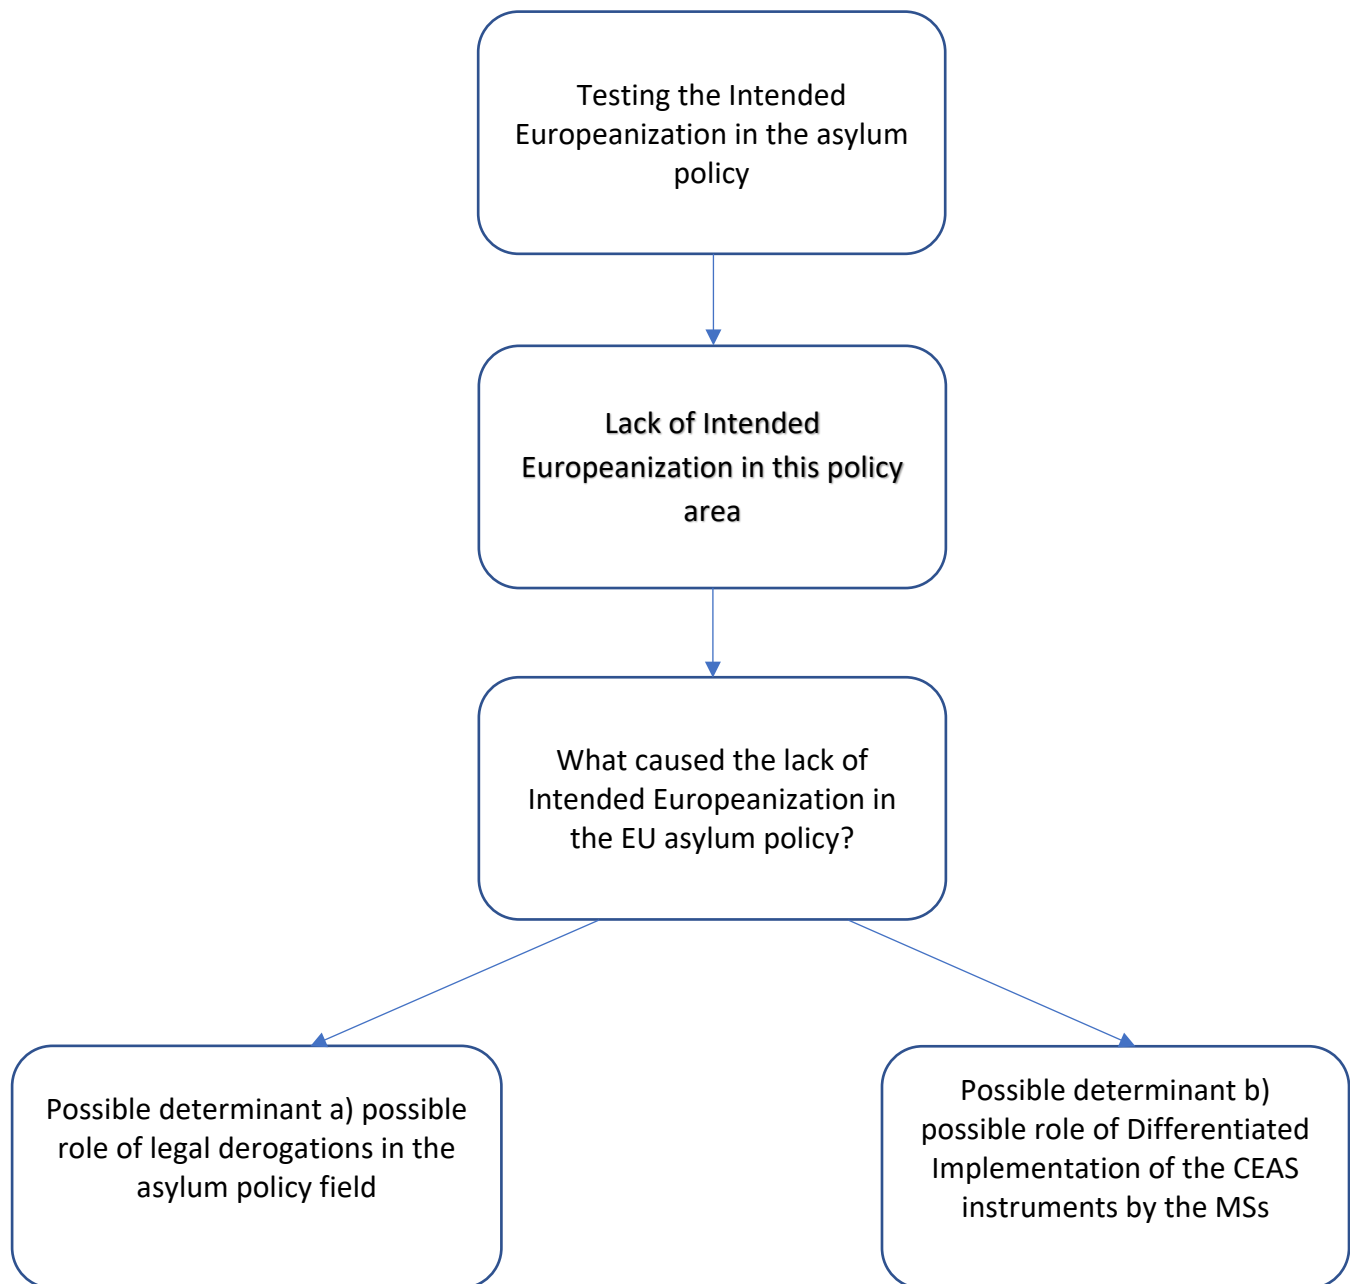 Testing the Intended
Europeanization in the asylum
policy
Lack of Intended
Europeanization in this policy
area
What caused the lack of
Intended Europeanization in
the EU asylum policy?
Possible determinant a) possible
role of legal derogations in the
asylum policy field
Possible determinant b)
possible role of Differentiated
Implementation of the CEAS
instruments by the MSs